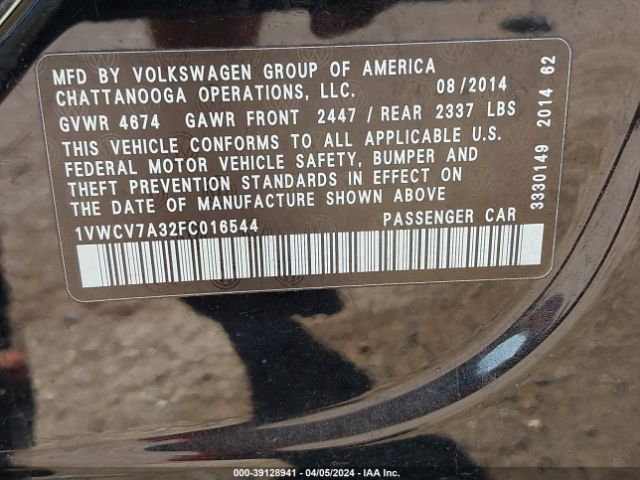 MFD BY VOLKSWAGEN GROUP OF AMERICA
CHATTANOOGA OPERATIONS, LLC. 08/2014
GVWR 4674 GAWR FRONT 2447 / REAR 2337 LBS
THIS VEHICLE CONFORMS TO ALL APPLICABLE U.S.
FEDERAL MOTOR VEHICLE SAFETY, BUMPER AND
THEFT PREVENTION STANDARDS IN EFFECT ON
THE DATE OF MANUFACTURE SHOWN ABOVE
1VWCV7A32FC016544 PASSENGER CAR
3330149 2014 62
000-39128941 / 04/05/2024 / IAA Inc.